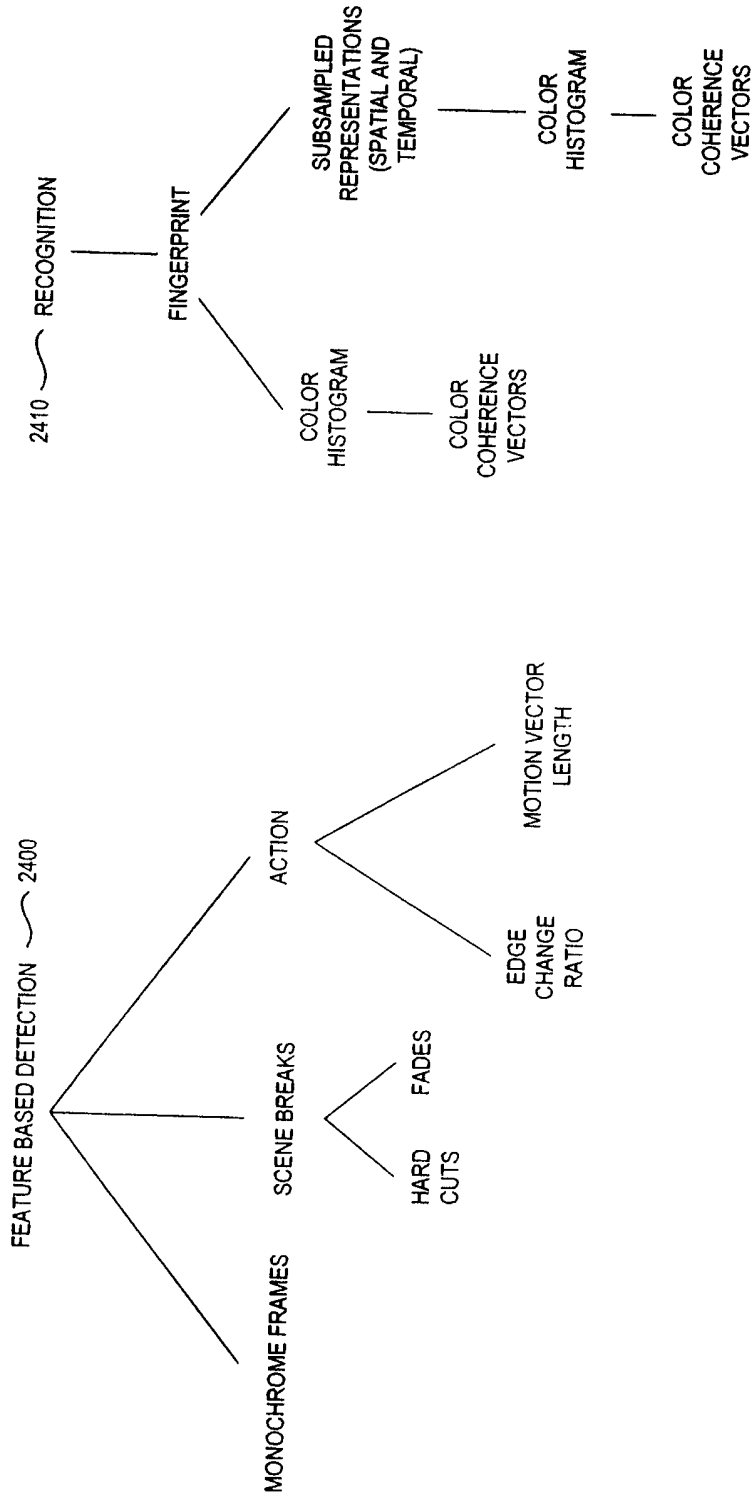 FEATURE BASED DETECTION 2400
MONOCHROME FRAMES
SCENE BREAKS
ACTION
HARD
CUTS
FADES
EDGE
CHANGE
RATIO
MOTION VECTOR
LENGTH
2410 RECOGNITION
FINGERPRINT
COLOR
HISTOGRAM
COLOR
COHERENCE
VECTORS
SUBSAMPLED
REPRESENTATIONS
(SPATIAL AND
TEMPORAL)
COLOR
HISTOGRAM
COLOR
COHERENCE
VECTORS